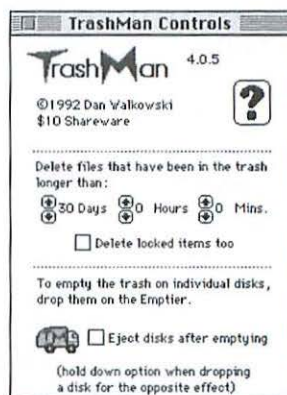 TrashMan Controls
TrashMan 4.0.5
©1992 Dan Walkowski
$10 Shareware
?
Delete files that have been in the trash
longer than:
30 Days 0 Hours 0 Mins.
Delete locked items too
To empty the trash on individual disks,
drop them on the Emptier.
TM Eject disks after emptying
(hold down option when dropping
a disk for the opposite effect)